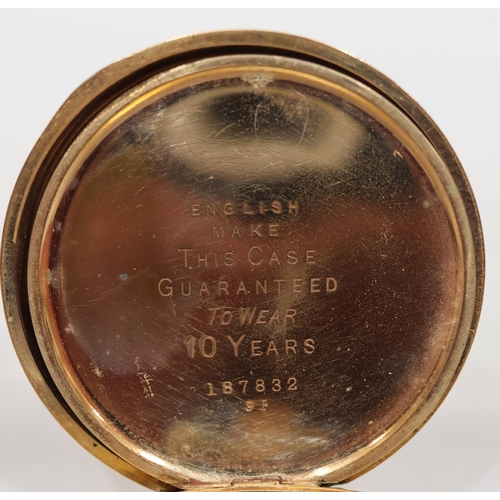 ENGLISH
MAKE
THIS CASE
GUARANTEED
TO WEAR
10 YEARS
187832